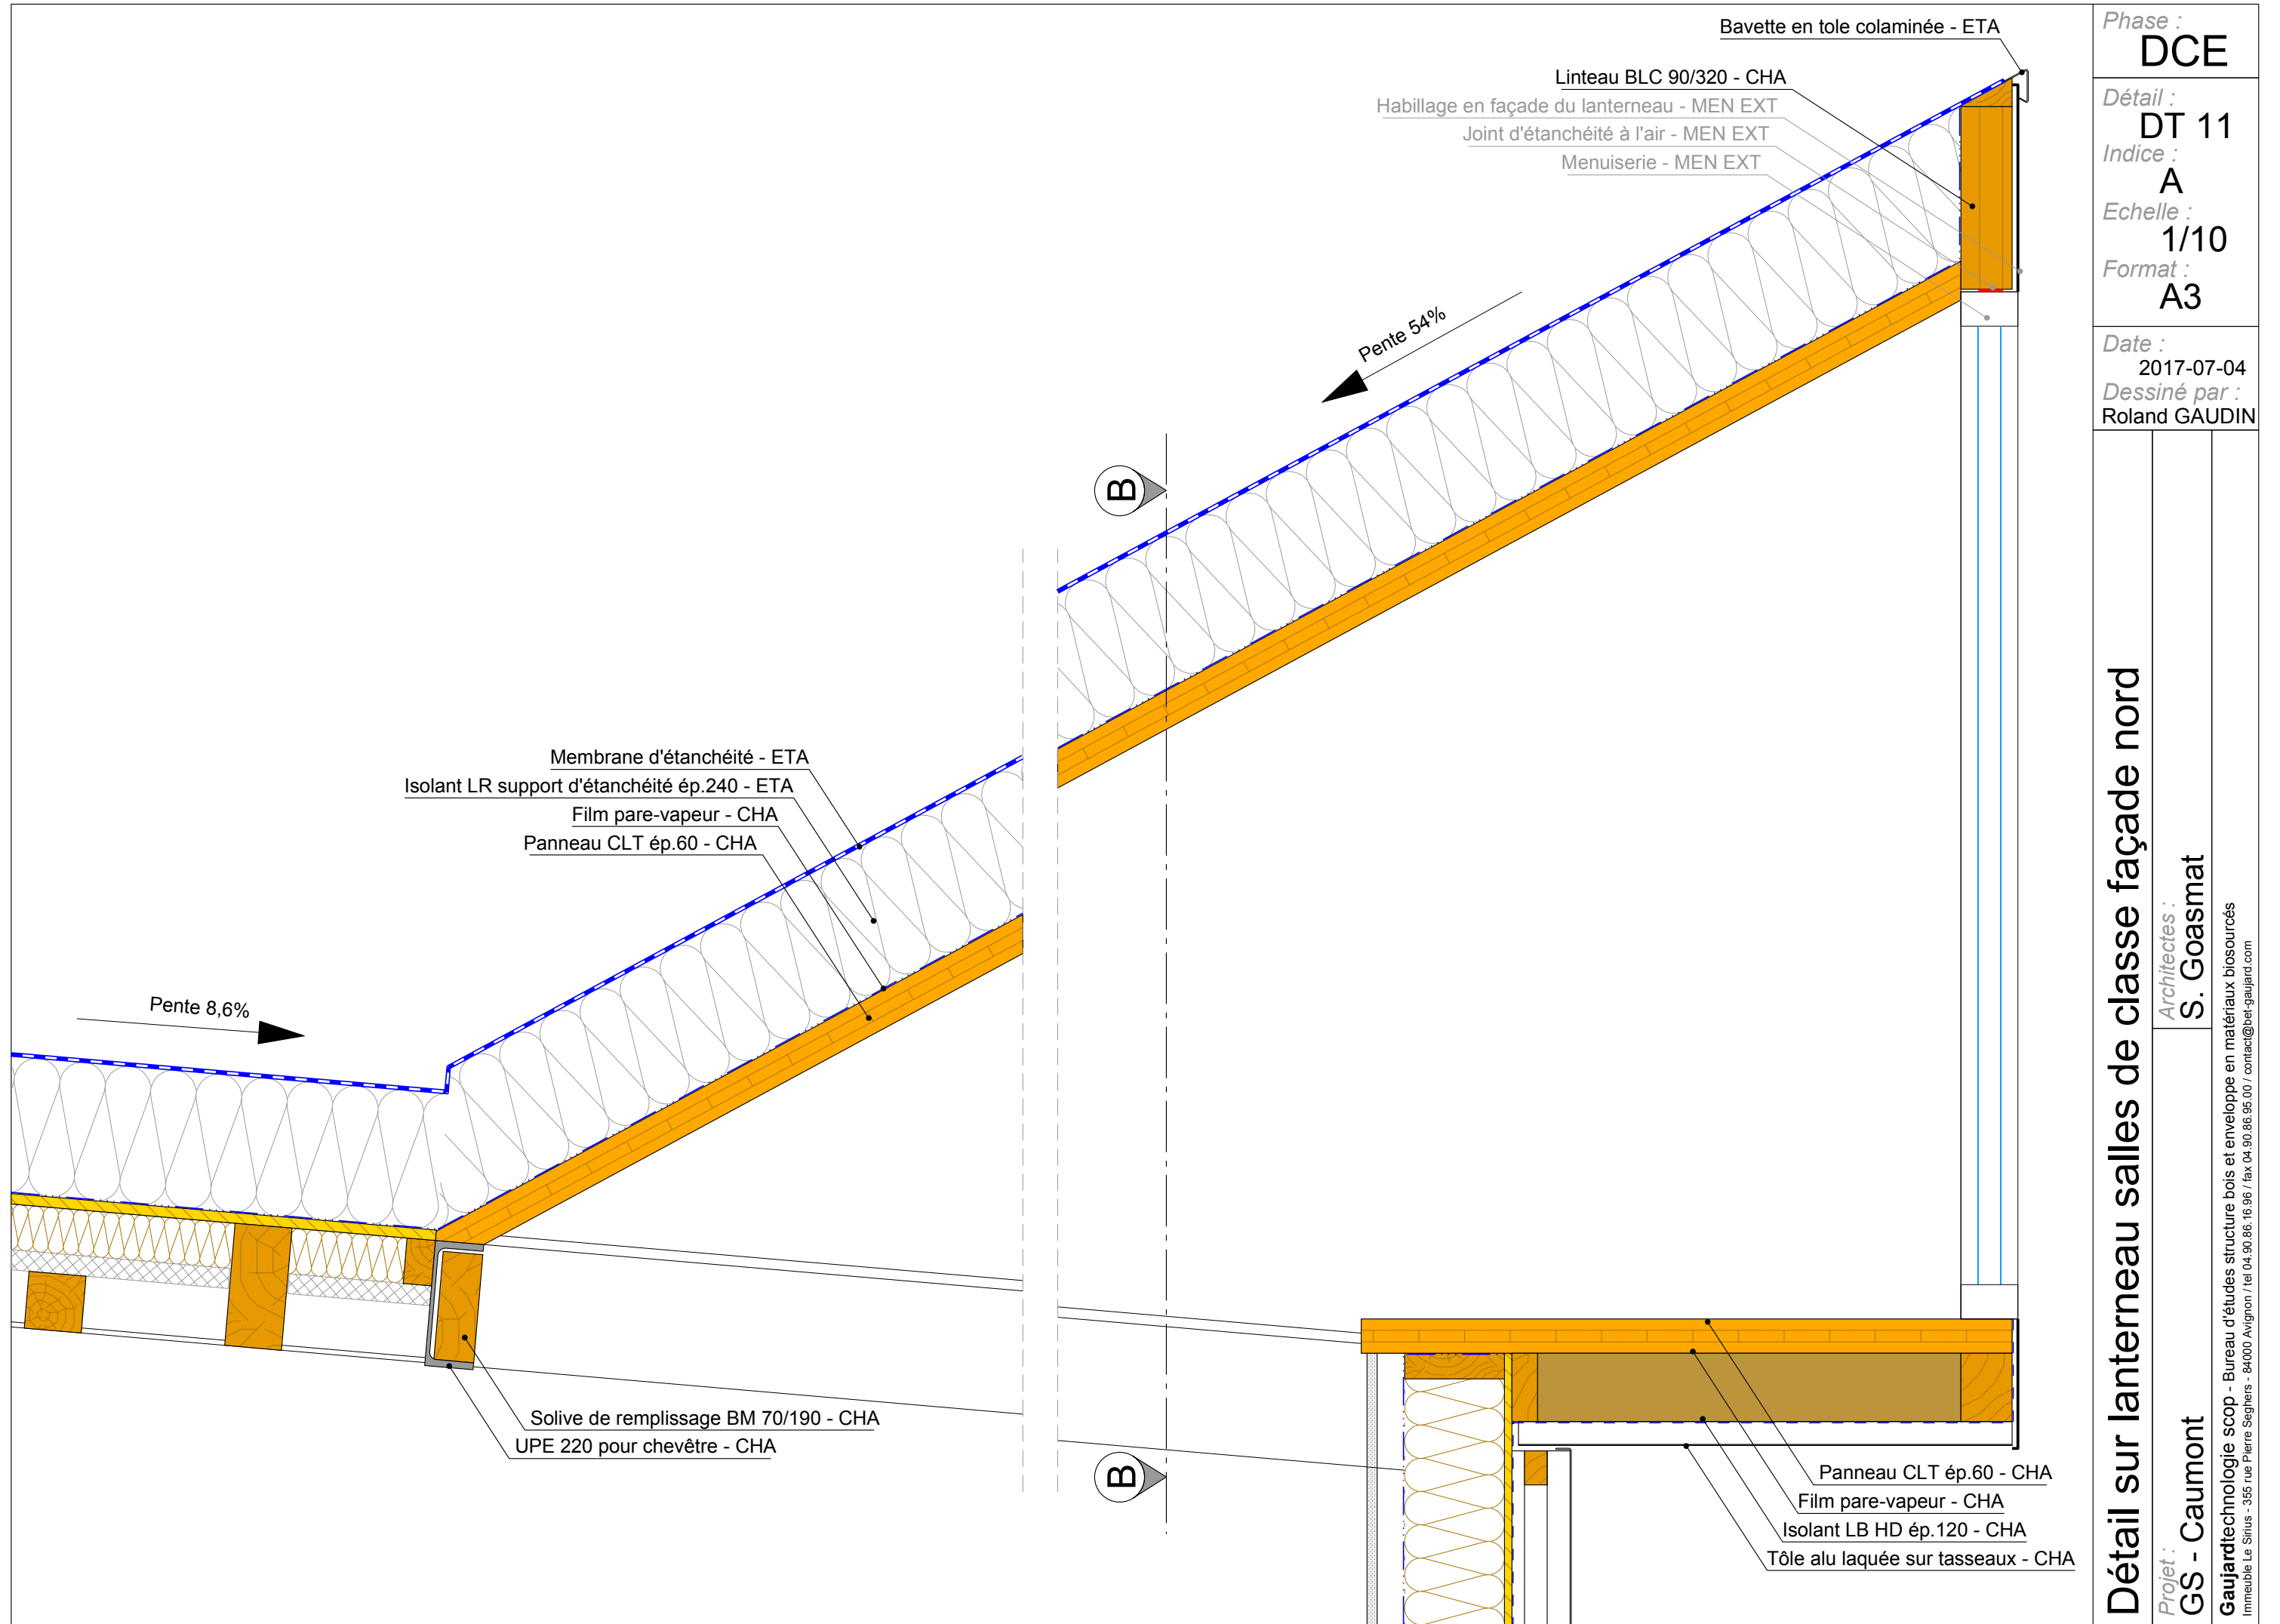 Bavette en tole colaminée - ETA
Linteau BLC 90/320 - CHA
Habillage en façade du lanterneau - MEN EXT
Joint d'étanchéité à l'air - MEN EXT
Menuiserie - MEN EXT
Pente 54%
B
Membrane d'étanchéité - ETA
Isolant LR support d'étanchéité ép.240 - ETA
Film pare-vapeur - CHA
Panneau CLT ép.60 - CHA
Pente 8,6%
Solive de remplissage BM 70/190 - CHA
UPE 220 pour chevêtre - CHA
B
Panneau CLT ép.60 - CHA
Film pare-vapeur - CHA
Isolant LB HD ép.120 - CHA
Tôle alu laquée sur tasseaux - CHA
Phase :
DCE
Détail :
DT 11
Indice :
A
Echelle :
1/10
Format :
A3
Date :
2017-07-04
Dessiné par :
Roland GAUDIN
Détail sur lanterneau salles de classe façade nord
Architectes :
S. Goasmat
Projet :
GS - Caumont
Gaujardtechnologie scop - Bureau d'études structure bois et enveloppe en matériaux biosourcés
Immeuble Le Sirius - 355 rue Pierre Seghers - 84000 Avignon / tel 04.90.86.16.96 / fax 04.90.86.95.00 / contact@bet-gaujard.com